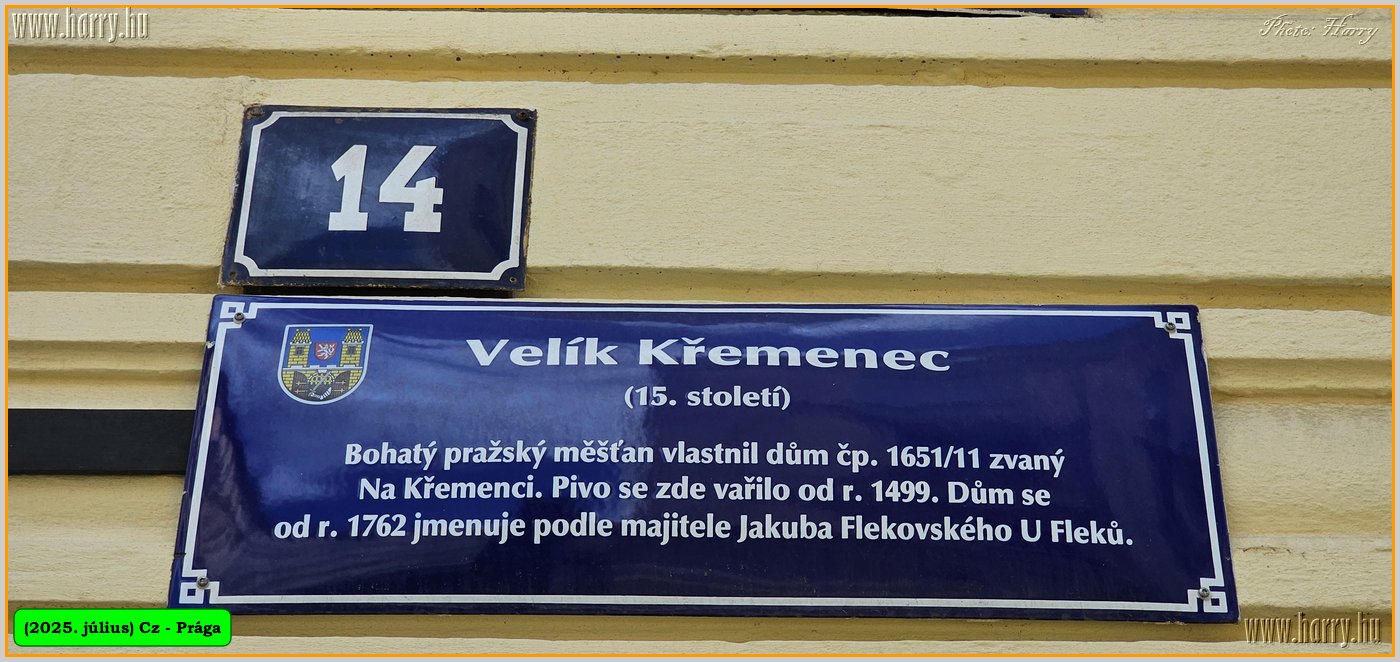 www.harry.hu
Photo: Harry
14
Velík Křemenec
(15. století)
Bohatý pražský měšťan vlastnil dům čp. 1651/11 zvaný
Na Křemenci. Pivo se zde vařilo od r. 1499. Dům se
od r. 1762 jmenuje podle majitele Jakuba Flekovského U Fleků.
(2025. július) Cz - Prága
www.harry.hu